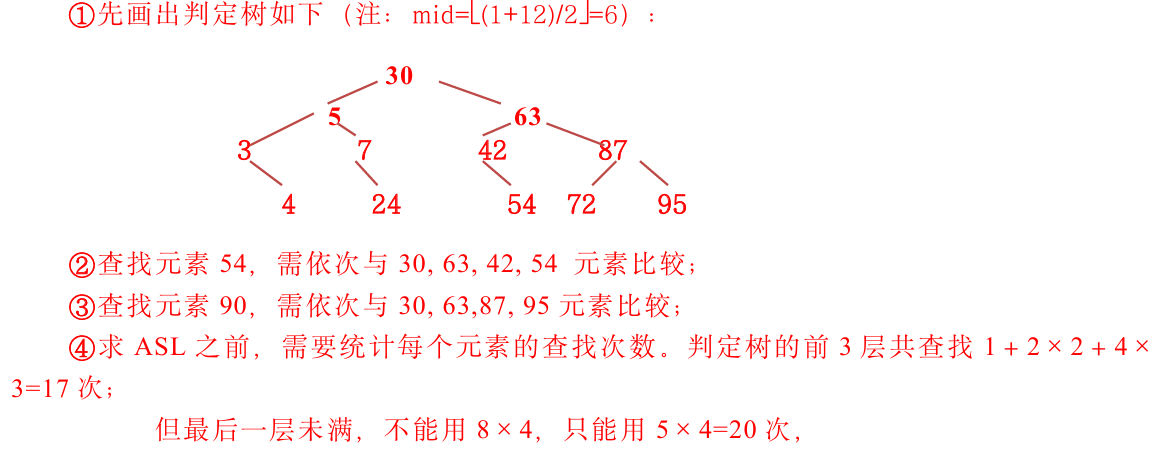 ①先画出判定树如下（注：mid=⌊(1+12)/2⌋=6）：
30
5 63
3 7 42 87
4 24 54 72 95
②查找元素 54，需依次与 30, 63, 42, 54 元素比较；
③查找元素 90，需依次与 30, 63,87, 95 元素比较；
④求 ASL 之前，需要统计每个元素的查找次数。判定树的前 3 层共查找 1＋2×2＋4×
3=17 次；
但最后一层未满，不能用 8×4，只能用 5×4=20 次，